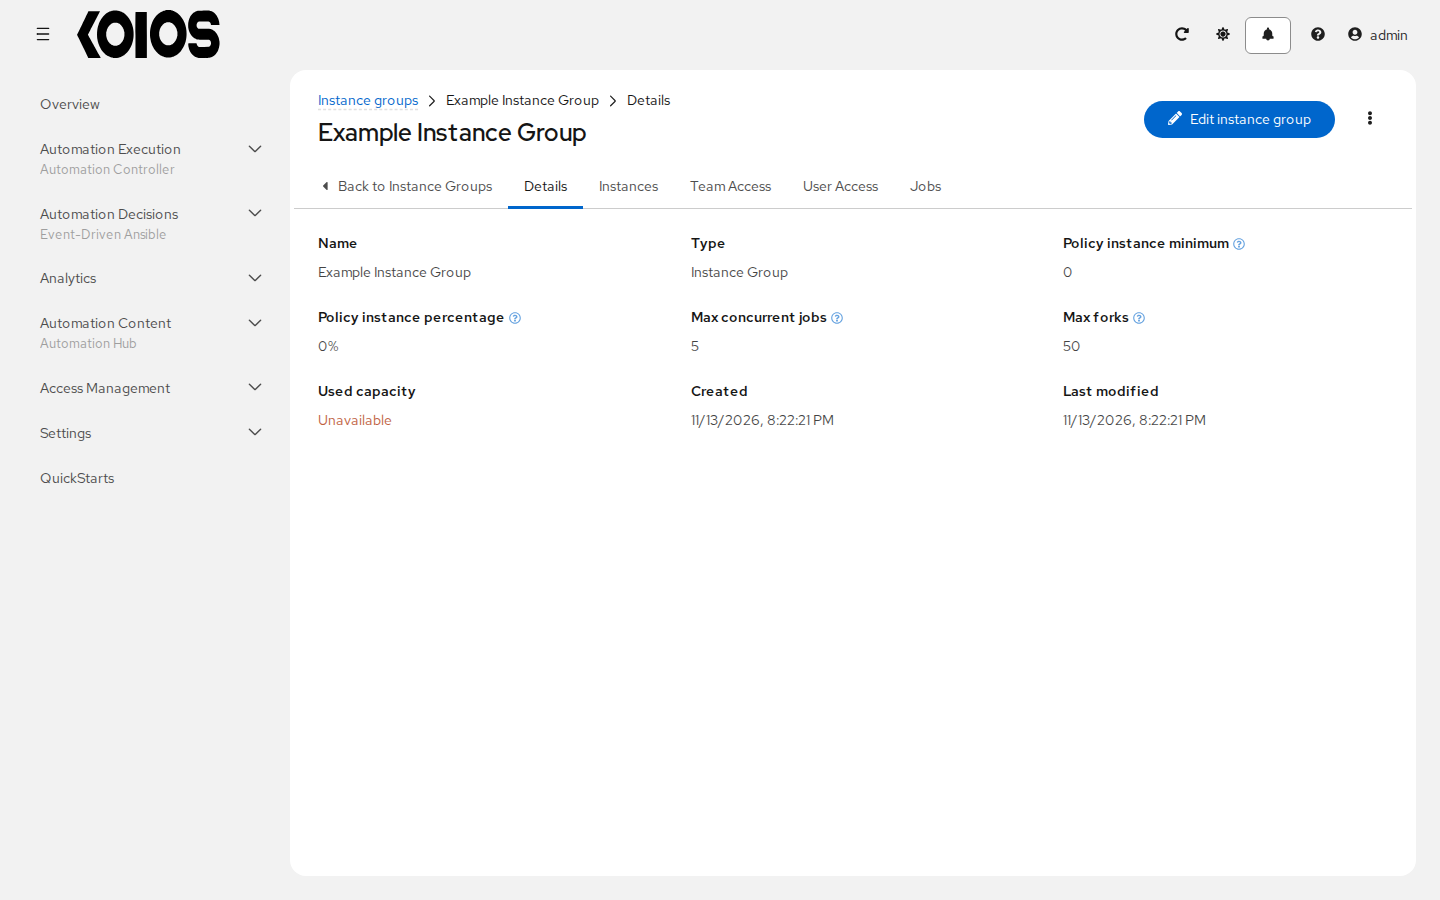 KOIOS
admin
Overview
Automation Execution
Automation Controller
Automation Decisions
Event-Driven Ansible
Analytics
Automation Content
Automation Hub
Access Management
Settings
QuickStarts
Instance groups > Example Instance Group > Details
Example Instance Group
Edit instance group
Back to Instance Groups Details Instances Team Access User Access Jobs
Name
Example Instance Group
Type
Instance Group
Policy instance minimum
0
Policy instance percentage
0%
Max concurrent jobs
5
Max forks
50
Used capacity
Unavailable
Created
11/13/2026, 8:22:21 PM
Last modified
11/13/2026, 8:22:21 PM